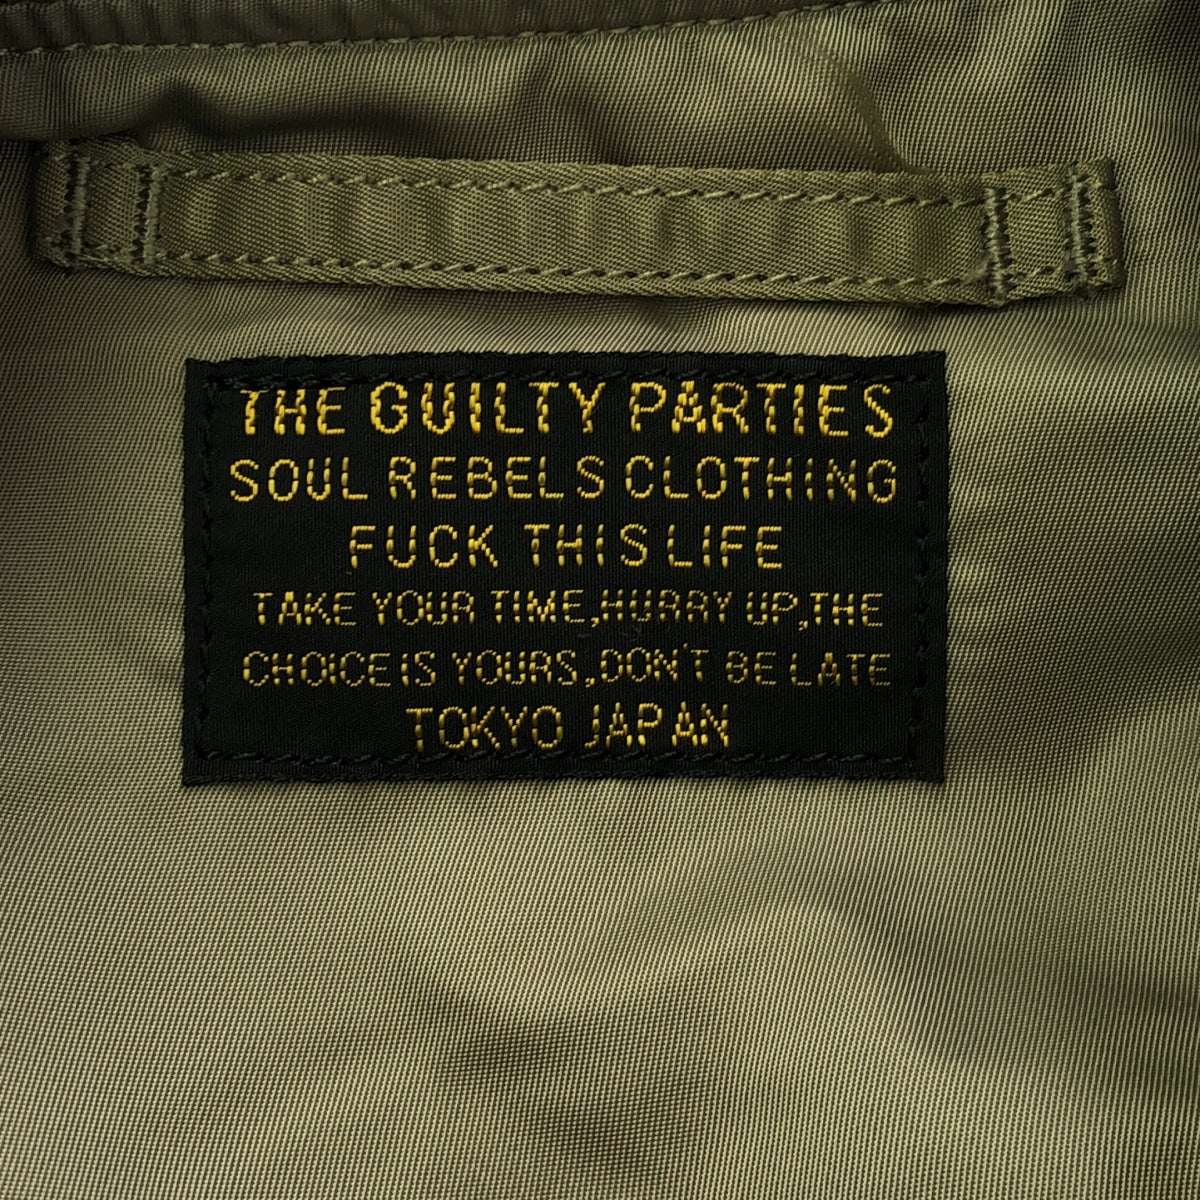 THE GUILTY PARTIES
SOUL REBELS CLOTHING
FUCK THIS LIFE
TAKE YOUR TIME,HURRY UP,THE
CHOICE IS YOURS,DON'T BE LATE
TOKYO JAPAN